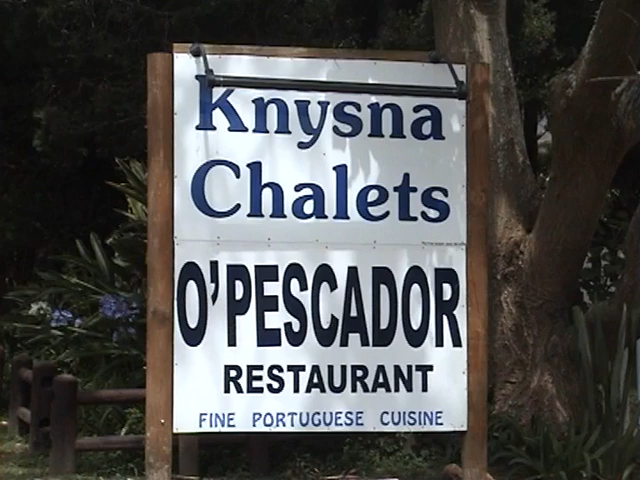 Knysna
Chalets
O'PESCADOR
RESTAURANT
FINE PORTUGUESE CUISINE